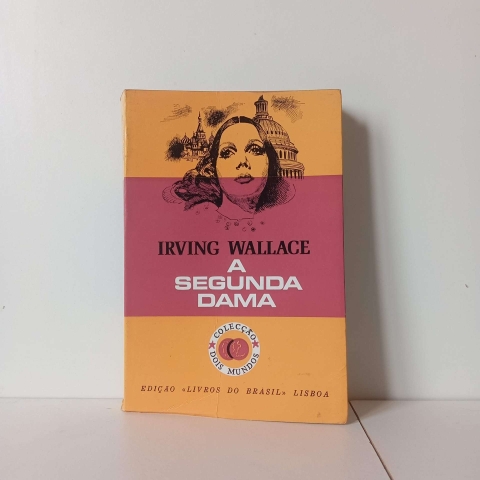 IRVING WALLACE
A
SEGUNDA
DAMA
COLECÇÃO
DOIS MUNDOS
EDIÇÃO «LIVROS DO BRASIL» LISBOA